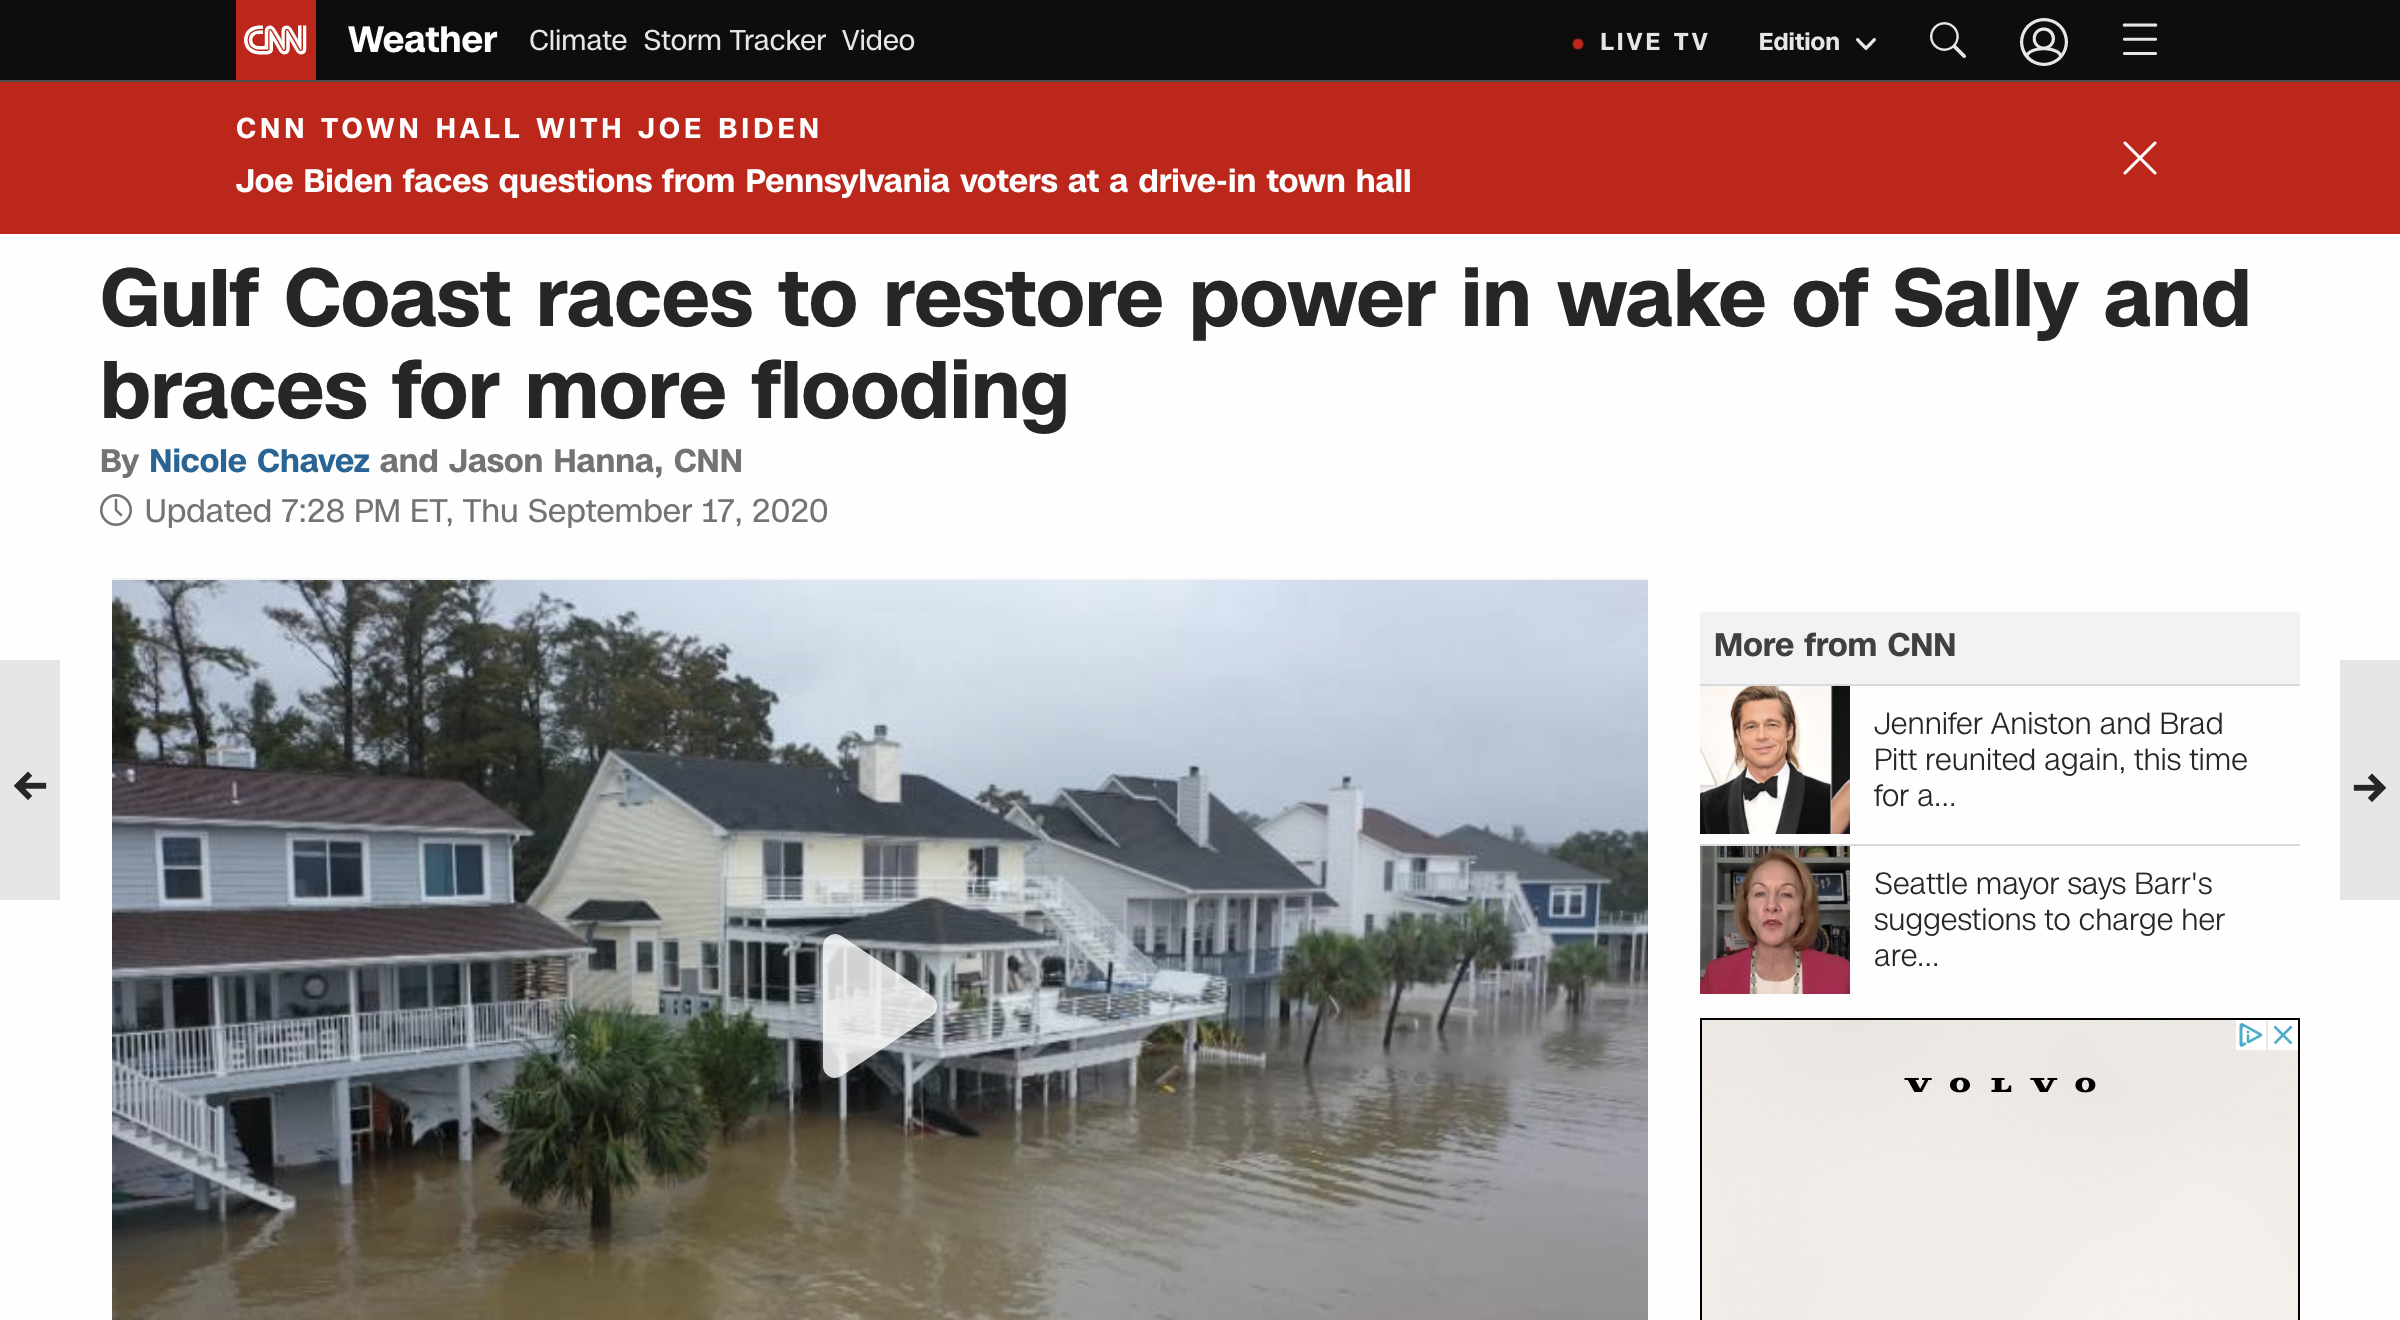 CNN Weather Climate Storm Tracker Video LIVE TV Edition
CNN TOWN HALL WITH JOE BIDEN
Joe Biden faces questions from Pennsylvania voters at a drive-in town hall
Gulf Coast races to restore power in wake of Sally and
braces for more flooding
By Nicole Chavez and Jason Hanna, CNN
Updated 7:28 PM ET, Thu September 17, 2020
More from CNN
Jennifer Aniston and Brad
Pitt reunited again, this time
for a...
Seattle mayor says Barr's
suggestions to charge her
are...
VOLVO